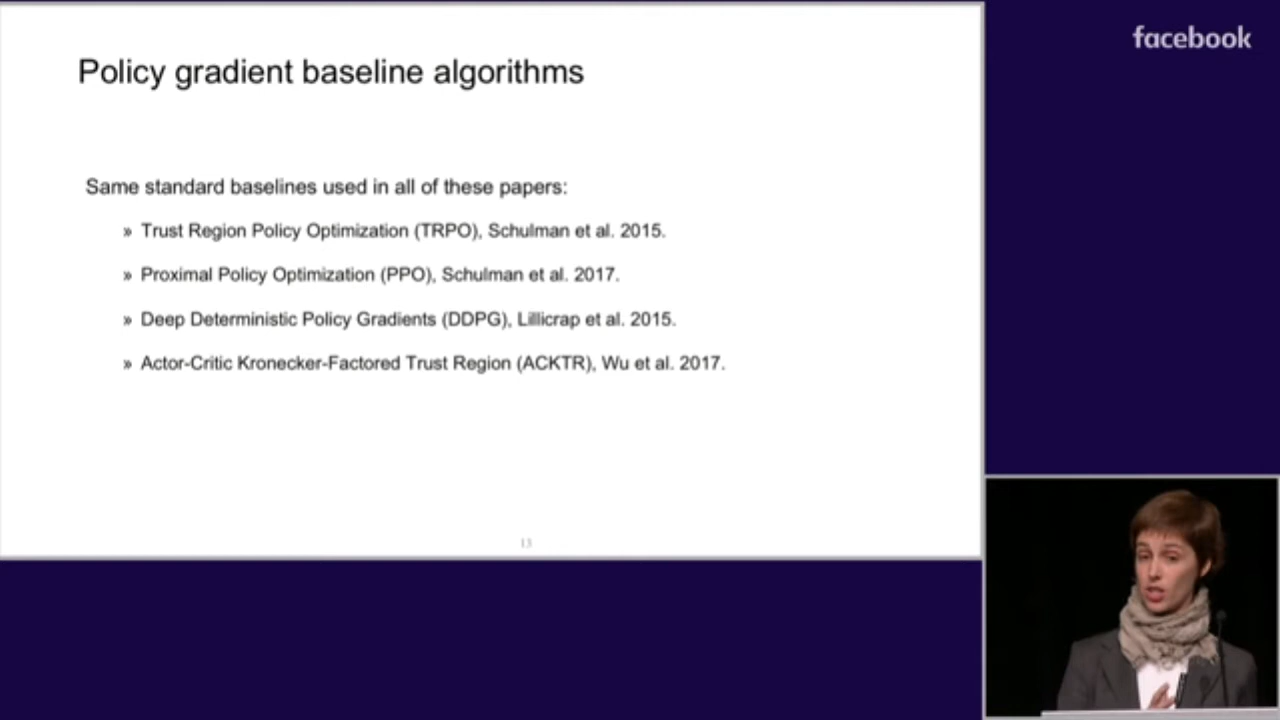 facebook
Policy gradient baseline algorithms
Same standard baselines used in all of these papers:
» Trust Region Policy Optimization (TRPO), Schulman et al. 2015.
» Proximal Policy Optimization (PPO), Schulman et al. 2017.
» Deep Deterministic Policy Gradients (DDPG), Lillicrap et al. 2015.
» Actor-Critic Kronecker-Factored Trust Region (ACKTR), Wu et al. 2017.
13